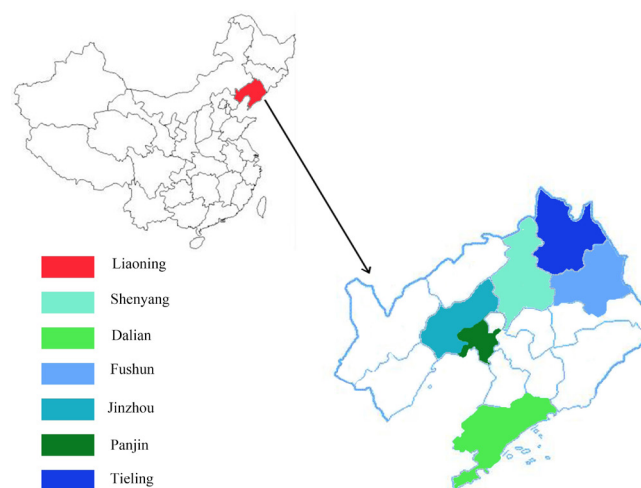 Liaoning
Shenyang
Dalian
Fushun
Jinzhou
Panjin
Tieling